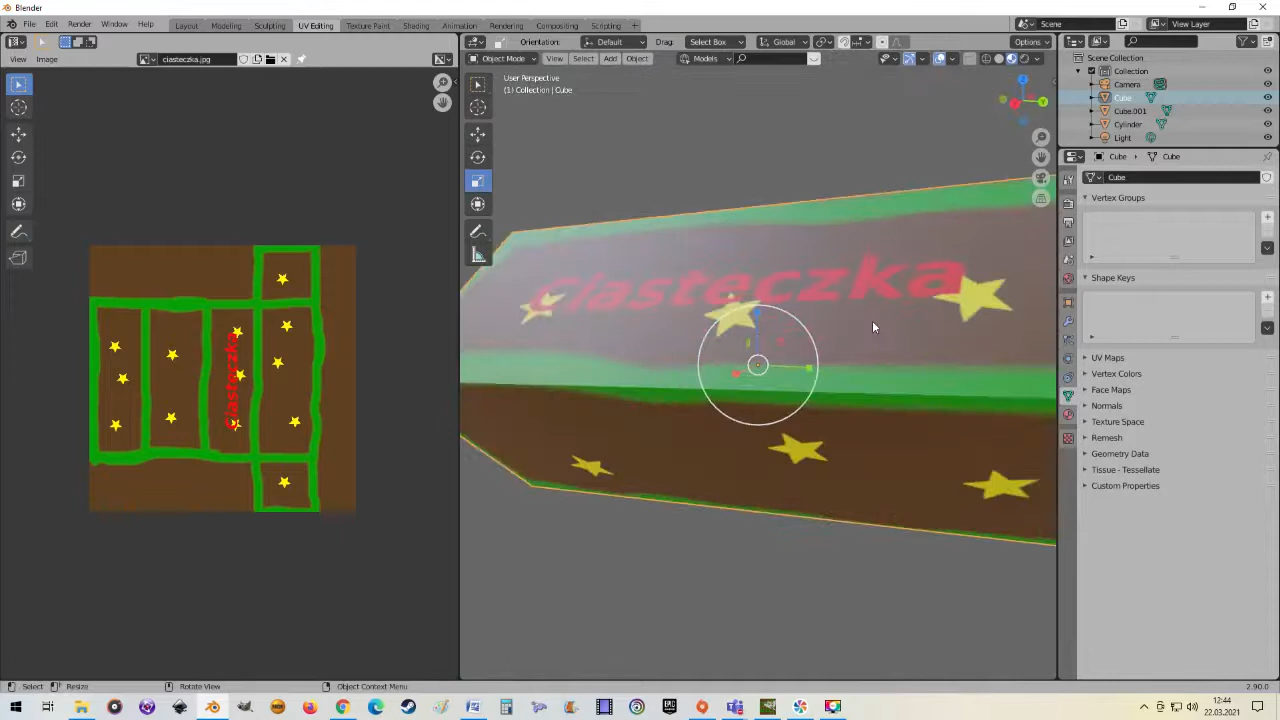 Blender
File Edit Render Window Help
Layout Modeling Sculpting UV Editing Texture Paint Shading Animation Rendering Compositing Scripting +
Scene
View Layer
Orientation: Default Drag: Select Box Global Options
View Image ciasteczka.jpg
Object Mode View Select Add Object Models
User Perspective
(1) Collection | Cube
Scene Collection
Collection
Camera
Cube
Cube.001
Cylinder
Light
Cube Cube
Cube
Vertex Groups
Shape Keys
UV Maps
Vertex Colors
Face Maps
Normals
Texture Space
Remesh
Geometry Data
Tissue - Tessellate
Custom Properties
ciasteczka
ciasteczka
Select Resize Rotate View Object Context Menu 2.90.0
12:44
22.03.2021